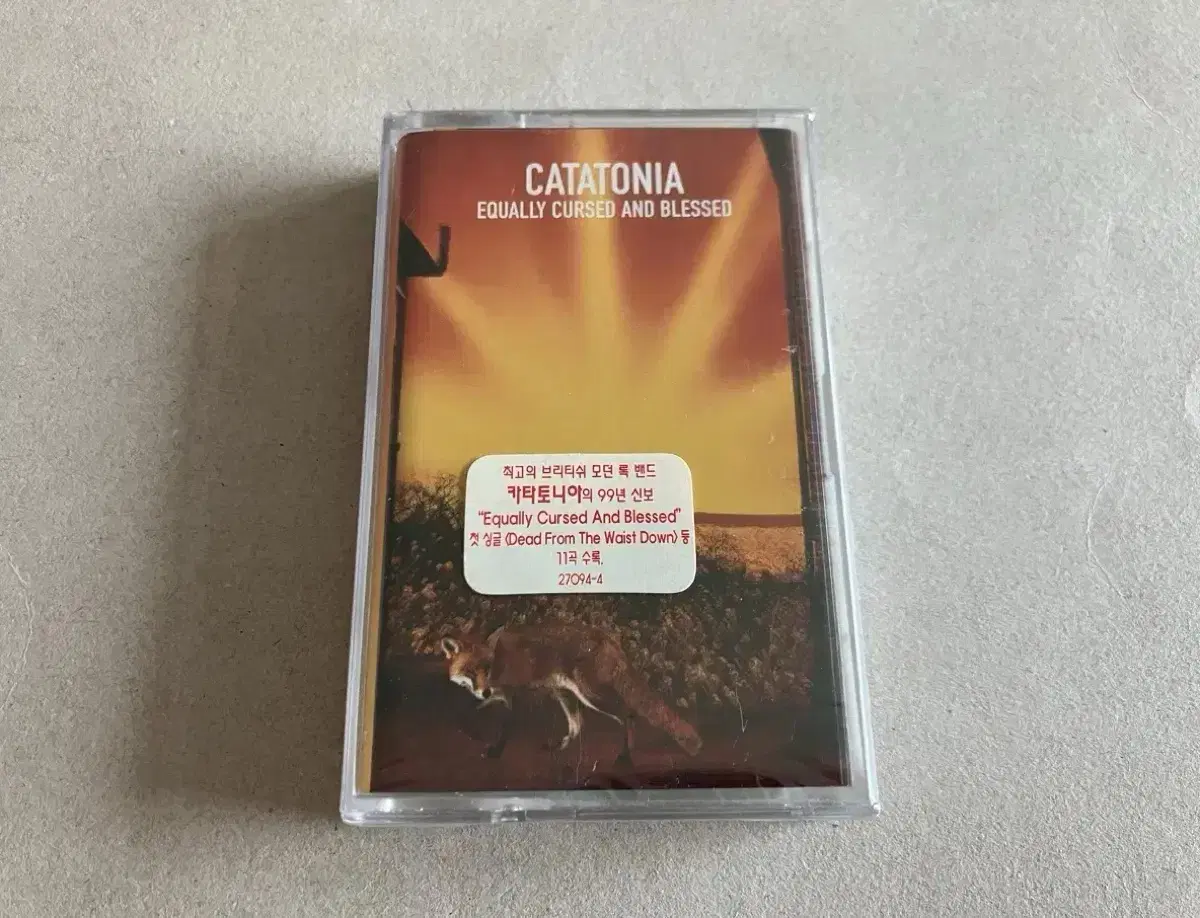 CATATONIA
EQUALLY CURSED AND BLESSED
최고의 브리티쉬 모던 록 밴드
카타토니아의 99년 신보
"Equally Cursed And Blessed"
첫 싱글 〈Dead From The Waist Down〉 등
11곡 수록.
27094-4